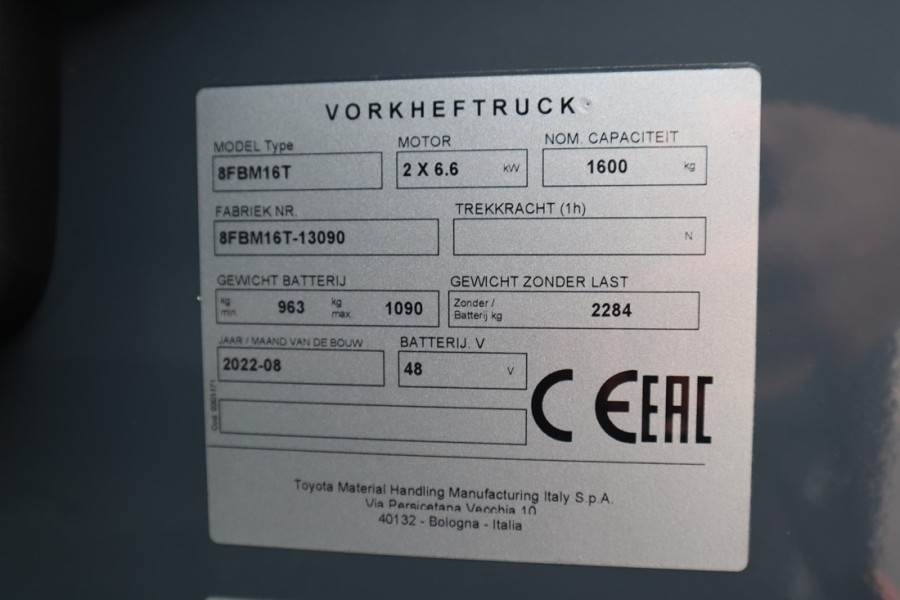 VORKHEFTRUCK
MODEL Type MOTOR NOM. CAPACITEIT
8FBM16T 2 X 6.6 kW 1600 kg
FABRIEK NR. TREKKRACHT (1h)
8FBM16T-13090 N
GEWICHT BATTERIJ GEWICHT ZONDER LAST
kg min. 963 kg max. 1090 Zonder / Batterij kg 2284
JAAR / MAAND VAN DE BOUW BATTERIJ. V
2022-08 48 V
CE EAC
Toyota Material Handling Manufacturing Italy S.p.A.
Via Persicetana Vecchia 10
40132 - Bologna - Italia